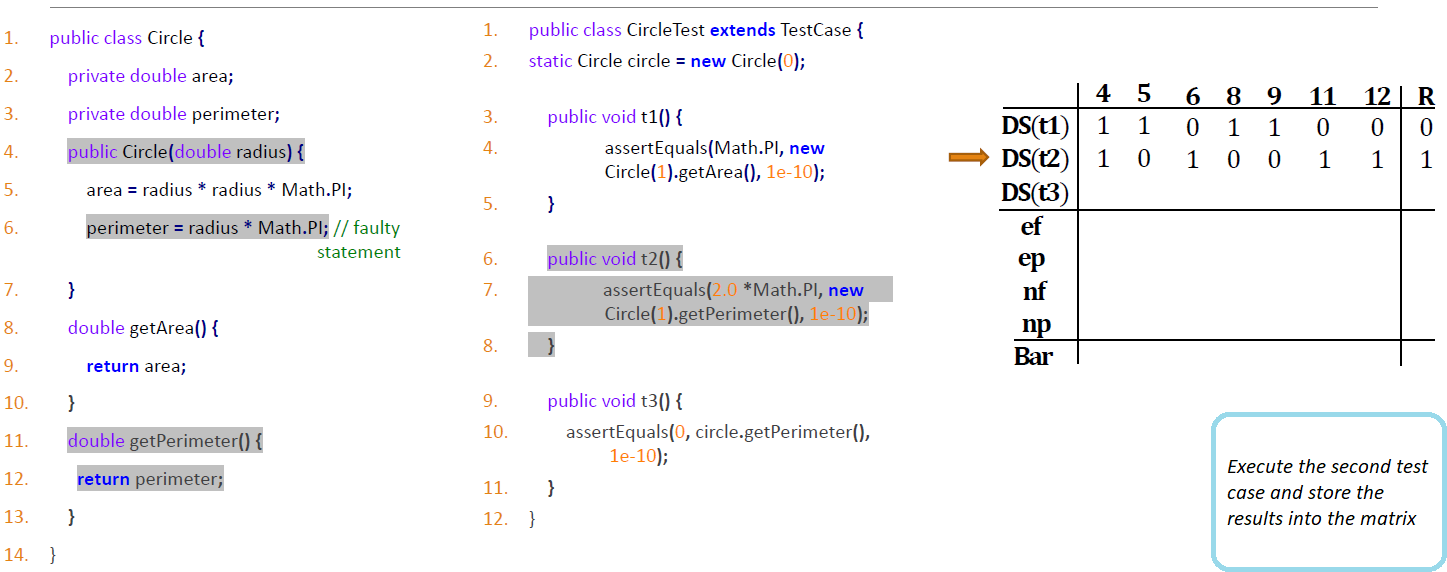 1. public class Circle {
2. private double area;
3. private double perimeter;
4. public Circle(double radius) {
5. area = radius * radius * Math.PI;
6. perimeter = radius * Math.PI; // faulty
statement
7. }
8. double getArea() {
9. return area;
10. }
11. double getPerimeter() {
12. return perimeter;
13. }
14. }
1. public class CircleTest extends TestCase {
2. static Circle circle = new Circle(0);
3. public void t1() {
4. assertEquals(Math.PI, new
Circle(1).getArea(), 1e-10);
5. }
6. public void t2() {
7. assertEquals(2.0 *Math.PI, new
Circle(1).getPerimeter(), 1e-10);
8. }
9. public void t3() {
10. assertEquals(0, circle.getPerimeter(),
1e-10);
11. }
12. }
4 5 6 8 9 11 12 R
DS(t1) 1 1 0 1 1 0 0 0
DS(t2) 1 0 1 0 0 1 1 1
DS(t3)
ef
ep
nf
np
Bar
Execute the second test
case and store the
results into the matrix